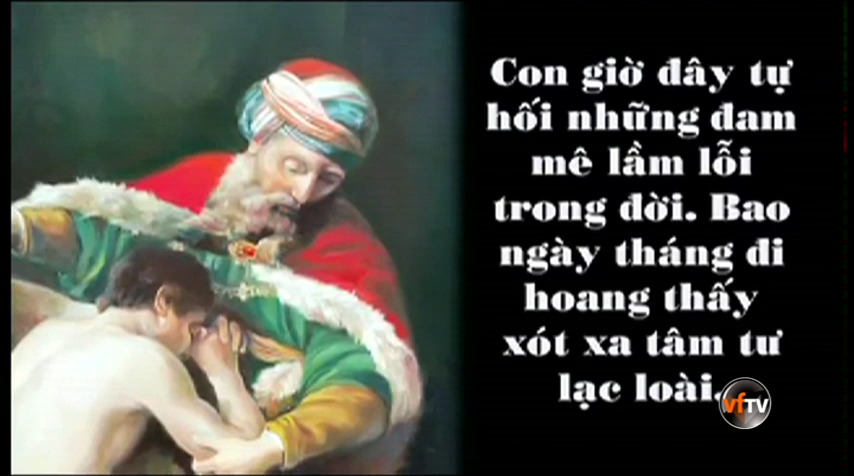 Con giờ đây tự
hối những đam
mê lầm lỗi
trong đời. Bao
ngày tháng đi
hoang thấy
xót xa tâm tư
lạc loài.
vfTV